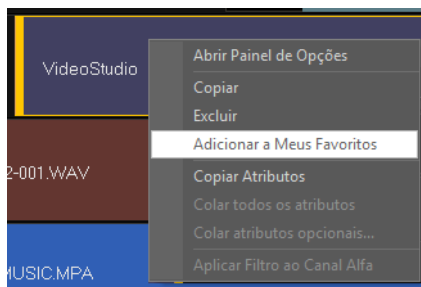 VideoStudio
Abrir Painel de Opções
Copiar
Excluir
Adicionar a Meus Favoritos
2-001.WAV
Copiar Atributos
Colar todos os atributos
Colar atributos opcionais...
MUSIC.MPA
Aplicar Filtro ao Canal Alfa